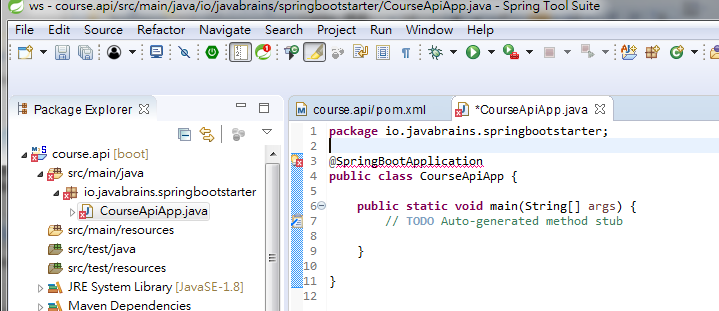 ws - course.api/src/main/java/io/javabrains/springbootstarter/CourseApiApp.java - Spring Tool Suite
File Edit Source Refactor Navigate Search Project Run Window Help
Package Explorer
course.api/pom.xml
*CourseApiApp.java
course.api [boot]
src/main/java
io.javabrains.springbootstarter
CourseApiApp.java
src/main/resources
src/test/java
src/test/resources
JRE System Library [JavaSE-1.8]
Maven Dependencies
1 package io.javabrains.springbootstarter;
2
3 @SpringBootApplication
4 public class CourseApiApp {
5
6 public static void main(String[] args) {
7 // TODO Auto-generated method stub
8
9 }
10
11 }
12